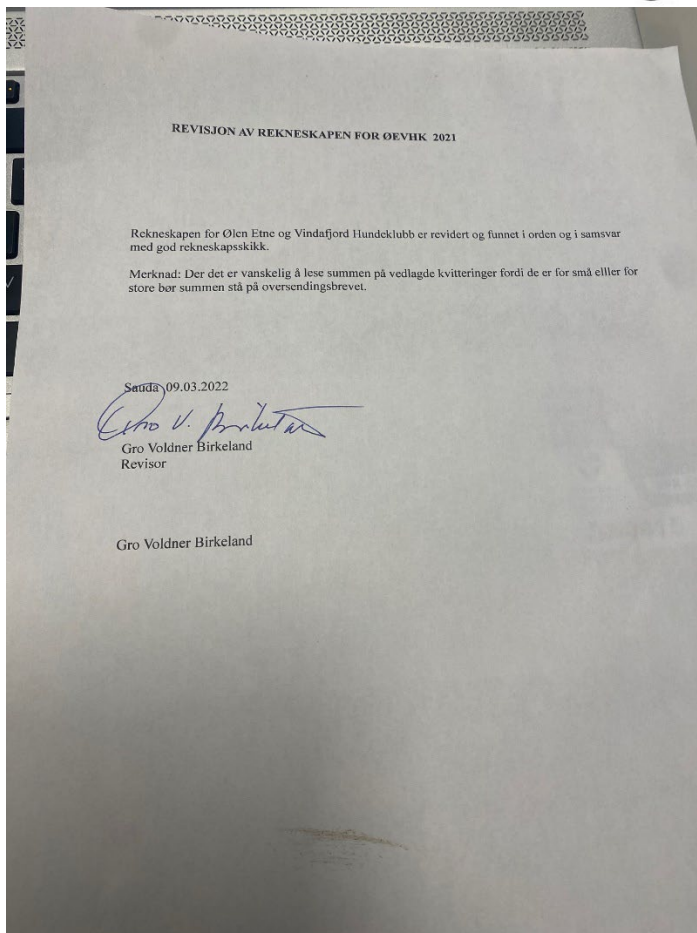 REVISJON AV REKNESKAPEN FOR ØEVHK 2021
Rekneskapen for Ølen Etne og Vindafjord Hundeklubb er revidert og funnet i orden og i samsvar
med god rekneskapsskikk.
Merknad: Der det er vanskelig å lese summen på vedlagde kvitteringer fordi de er for små elller for
store bør summen stå på oversendingsbrevet.
Sauda 09.03.2022
Gro V. Birkeland
Gro Voldner Birkeland
Revisor
Gro Voldner Birkeland